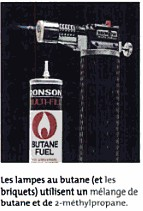 RONSON
MULTI-FILL
BUTANE
FUEL
Les lampes au butane (et les
briquets) utilisent un mélange de
butane et de 2-méthylpropane.